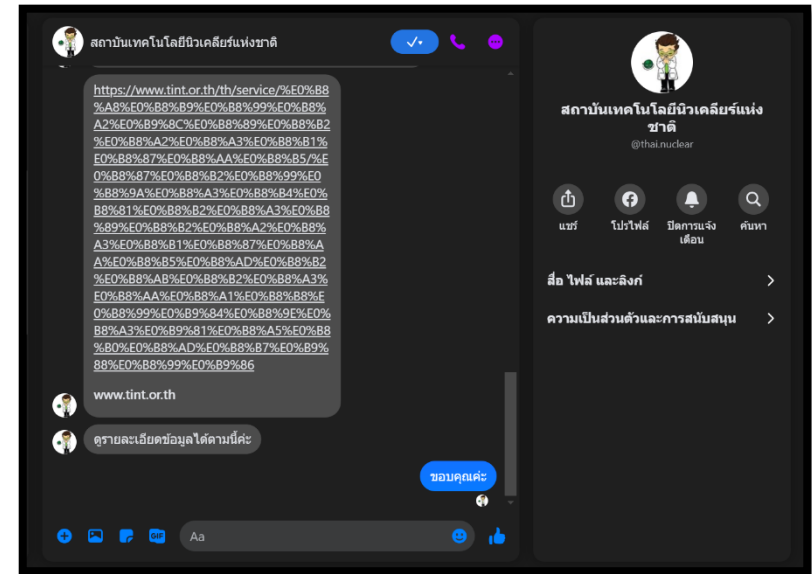 สถาบันเทคโนโลยีนิวเคลียร์แห่งชาติ
https://www.tint.or.th/th/service/%E0%B8
%A8%E0%B8%B9%E0%B8%99%E0%B8%
A2%E0%B9%8C%E0%B8%89%E0%B8%B2
%E0%B8%A2%E0%B8%A3%E0%B8%B1%
E0%B8%87%E0%B8%AA%E0%B8%B5/%E
0%B8%87%E0%B8%B2%E0%B8%99%E0
%B8%9A%E0%B8%A3%E0%B8%B4%E0%
B8%81%E0%B8%B2%E0%B8%A3%E0%B8
%89%E0%B8%B2%E0%B8%A2%E0%B8%
A3%E0%B8%B1%E0%B8%87%E0%B8%A
A%E0%B8%B5%E0%B8%AD%E0%B8%B2
%E0%B8%AB%E0%B8%B2%E0%B8%A3%
E0%B8%AA%E0%B8%A1%E0%B8%B8%E
0%B8%99%E0%B9%84%E0%B8%9E%E0%
B8%A3%E0%B9%81%E0%B8%A5%E0%B8
%B0%E0%B8%AD%E0%B8%B7%E0%B9%
88%E0%B8%99%E0%B9%86
www.tint.or.th
ดูรายละเอียดข้อมูลได้ตามนี้ค่ะ
ขอบคุณค่ะ
GIF
Aa
สถาบันเทคโนโลยีนิวเคลียร์แห่ง
ชาติ
@thai.nuclear
แชร์
โปรไฟล์
ปิดการแจ้ง
เตือน
ค้นหา
สื่อ ไฟล์ และลิงก์
ความเป็นส่วนตัวและการสนับสนุน